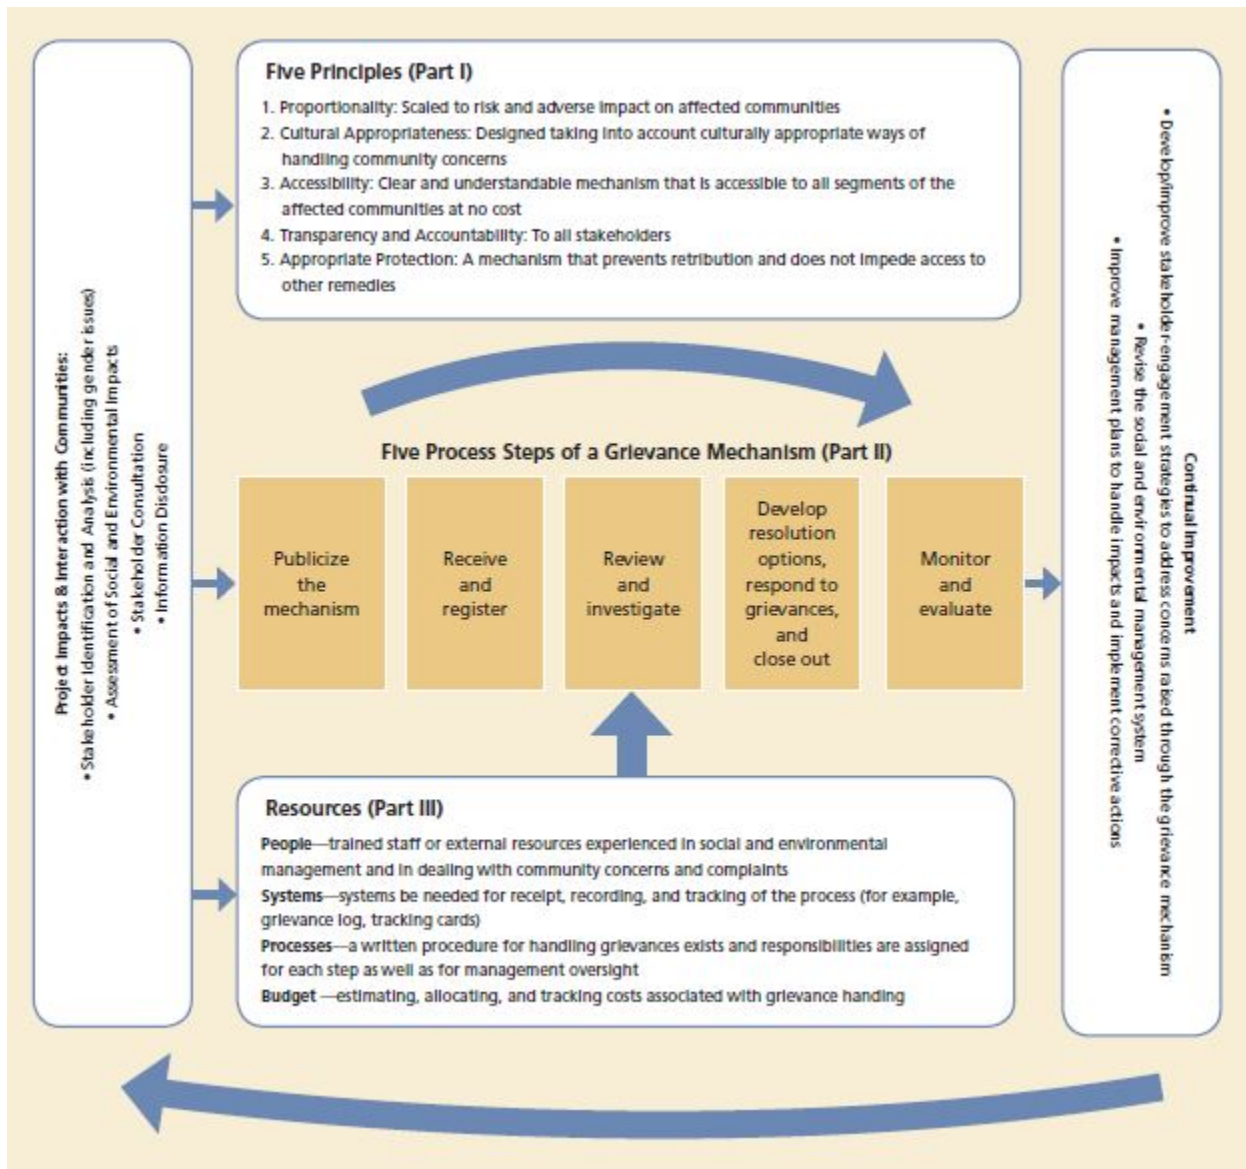 Project Impacts & Interaction with Communities:
• Stakeholder Identification and Analysis (including gender issues)
• Assessment of Social and Environmental Impacts
• Stakeholder Consultation
• Information Disclosure
Five Principles (Part I)
1. Proportionality: Scaled to risk and adverse impact on affected communities
2. Cultural Appropriateness: Designed taking into account culturally appropriate ways of
handling community concerns
3. Accessibility: Clear and understandable mechanism that is accessible to all segments of the
affected communities at no cost
4. Transparency and Accountability: To all stakeholders
5. Appropriate Protection: A mechanism that prevents retribution and does not impede access to
other remedies
Five Process Steps of a Grievance Mechanism (Part II)
Publicize
the
mechanism
Receive
and
register
Review
and
investigate
Develop
resolution
options,
respond to
grievances,
and
close out
Monitor
and
evaluate
Resources (Part III)
People—trained staff or external resources experienced in social and environmental
management and in dealing with community concerns and complaints
Systems—systems be needed for receipt, recording, and tracking of the process (for example,
grievance log, tracking cards)
Processes—a written procedure for handling grievances exists and responsibilities are assigned
for each step as well as for management oversight
Budget —estimating, allocating, and tracking costs associated with grievance handing
Continual Improvement
• Develop/improve stakeholder-engagement strategies to address concerns raised through the grievance mechanism
• Revise the social and environmental management system
• Improve management plans to handle impacts and implement corrective actions